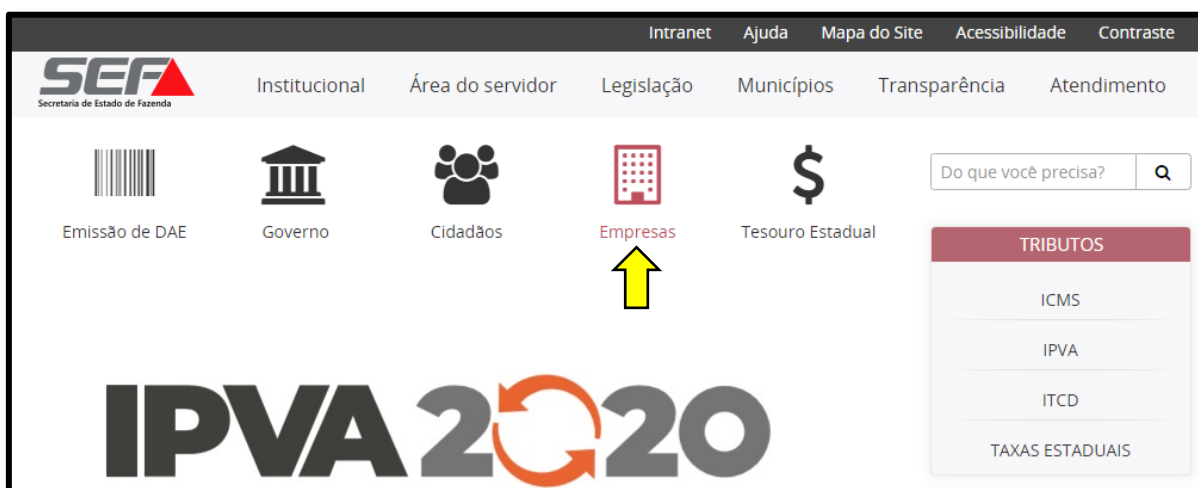 Intranet Ajuda Mapa do Site Acessibilidade Contraste
SEF
Secretaria de Estado de Fazenda
Institucional Área do servidor Legislação Municípios Transparência Atendimento
Emissão de DAE Governo Cidadãos Empresas Tesouro Estadual
Do que você precisa?
TRIBUTOS
ICMS
IPVA
ITCD
TAXAS ESTADUAIS
IPVA 2020